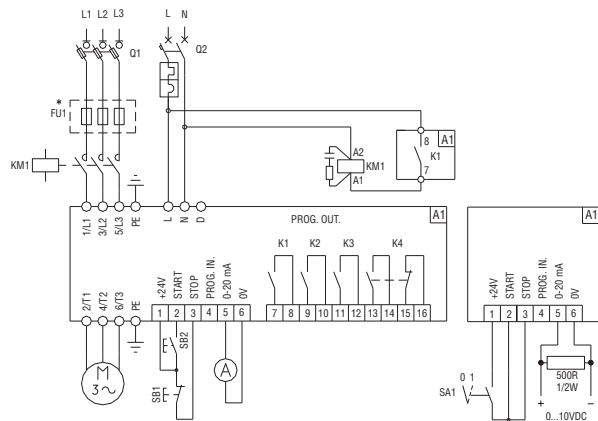 L1 L2 L3
L N
Q1
Q2
*
FU1
KM1
8
A1
K1
7
A2
KM1
A1
L N D
PROG. OUT.
A1
1/L1 3/L2 5/L3 PE
K1 K2 K3 K4
2/T1 4/T2 6/T3 PE
+24V START STOP PROG. IN. 0-20 mA 0V
1 2 3 4 5 6
7 8 9 10 11 12 13 14 15 16
SB2
SB1
A
M
3~
A1
+24V START STOP PROG. IN. 0-20 mA 0V
1 2 3 4 5 6
500R
1/2W
0 1
SA1
+ –
0...10VDC